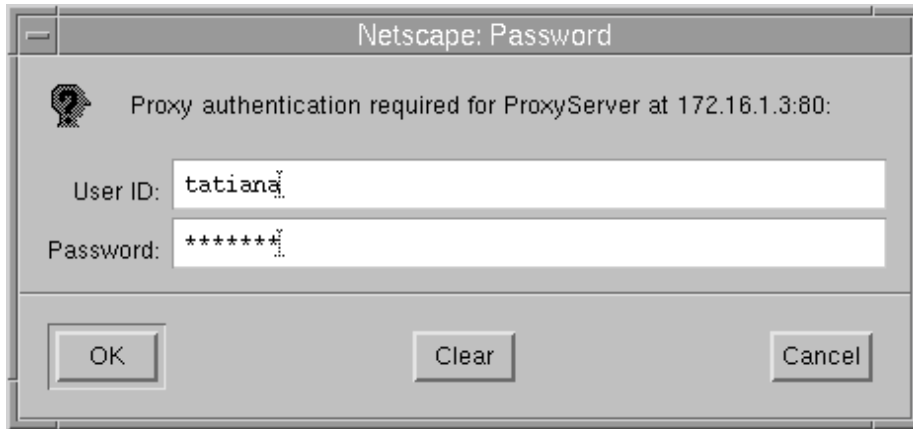 Netscape: Password
Proxy authentication required for ProxyServer at 172.16.1.3:80:
User ID: tatiana
Password: *******
OK Clear Cancel